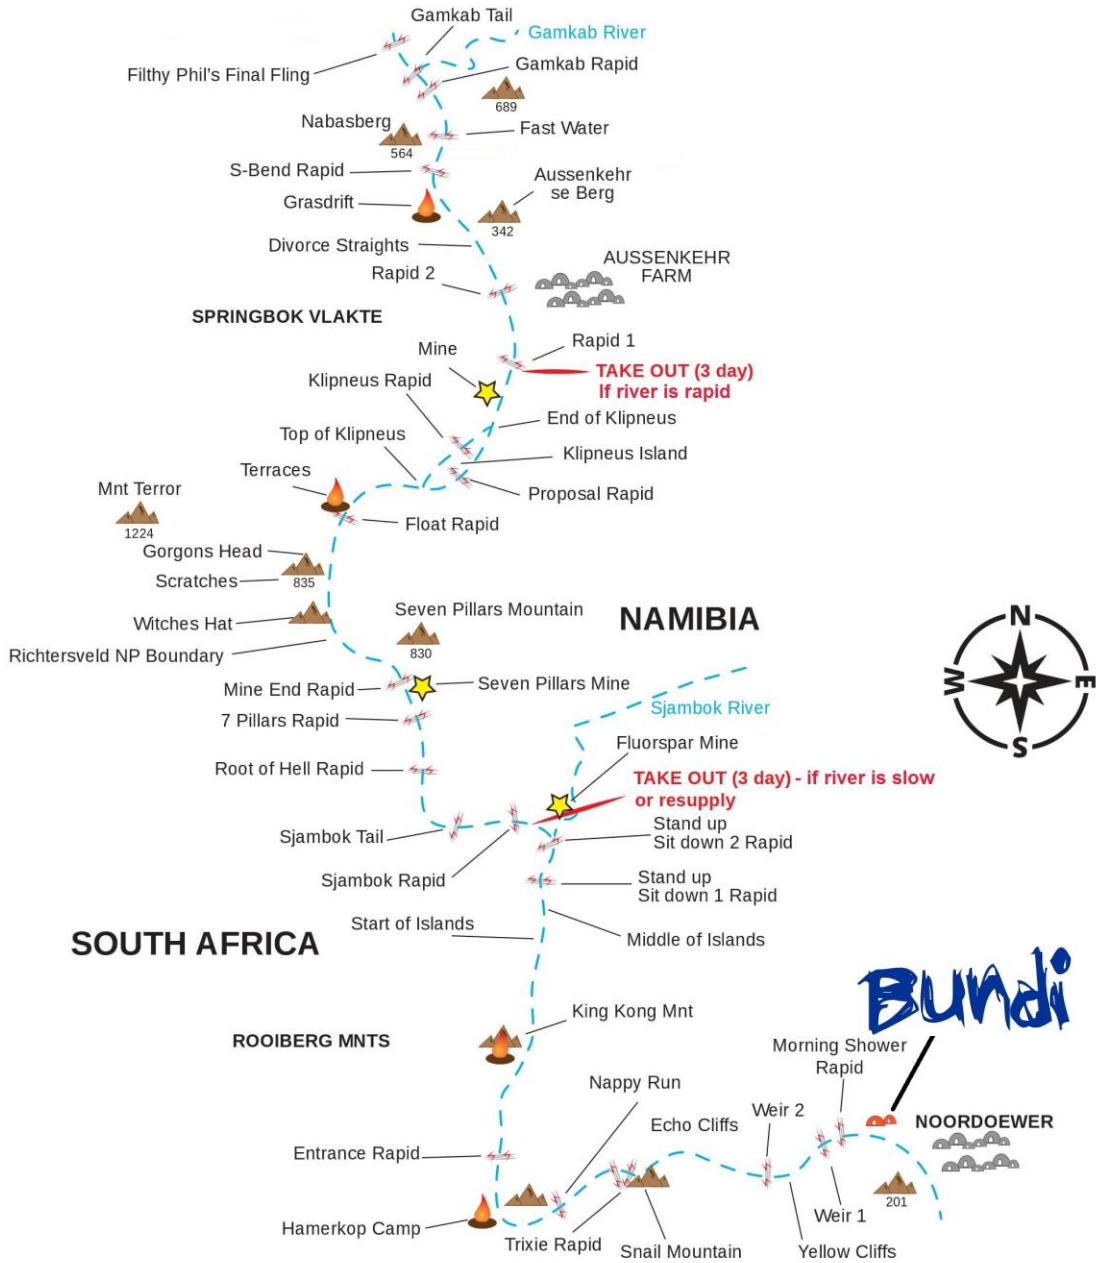 Gamkab Tail
Gamkab River
Filthy Phil's Final Fling
Gamkab Rapid
689
Nabasberg
564
Fast Water
S-Bend Rapid
Aussenkehr
se Berg
Grasdrift
342
Divorce Straights
AUSSENKEHR
FARM
Rapid 2
SPRINGBOK VLAKTE
Rapid 1
Mine
TAKE OUT (3 day)
If river is rapid
Klipneus Rapid
End of Klipneus
Top of Klipneus
Klipneus Island
Terraces
Mnt Terror
1224
Proposal Rapid
Float Rapid
Gorgons Head
Scratches
835
Seven Pillars Mountain
830
NAMIBIA
Witches Hat
Richtersveld NP Boundary
N
W
E
S
Mine End Rapid
Seven Pillars Mine
7 Pillars Rapid
Sjambok River
Fluorspar Mine
Root of Hell Rapid
TAKE OUT (3 day) - if river is slow
or resupply
Stand up
Sit down 2 Rapid
Sjambok Tail
Sjambok Rapid
Stand up
Sit down 1 Rapid
Start of Islands
Middle of Islands
SOUTH AFRICA
Bundi
King Kong Mnt
ROOIBERG MNTS
Morning Shower
Rapid
Nappy Run
Weir 2
Echo Cliffs
NOORDOEWER
Entrance Rapid
201
Hamerkop Camp
Weir 1
Trixie Rapid
Snail Mountain
Yellow Cliffs